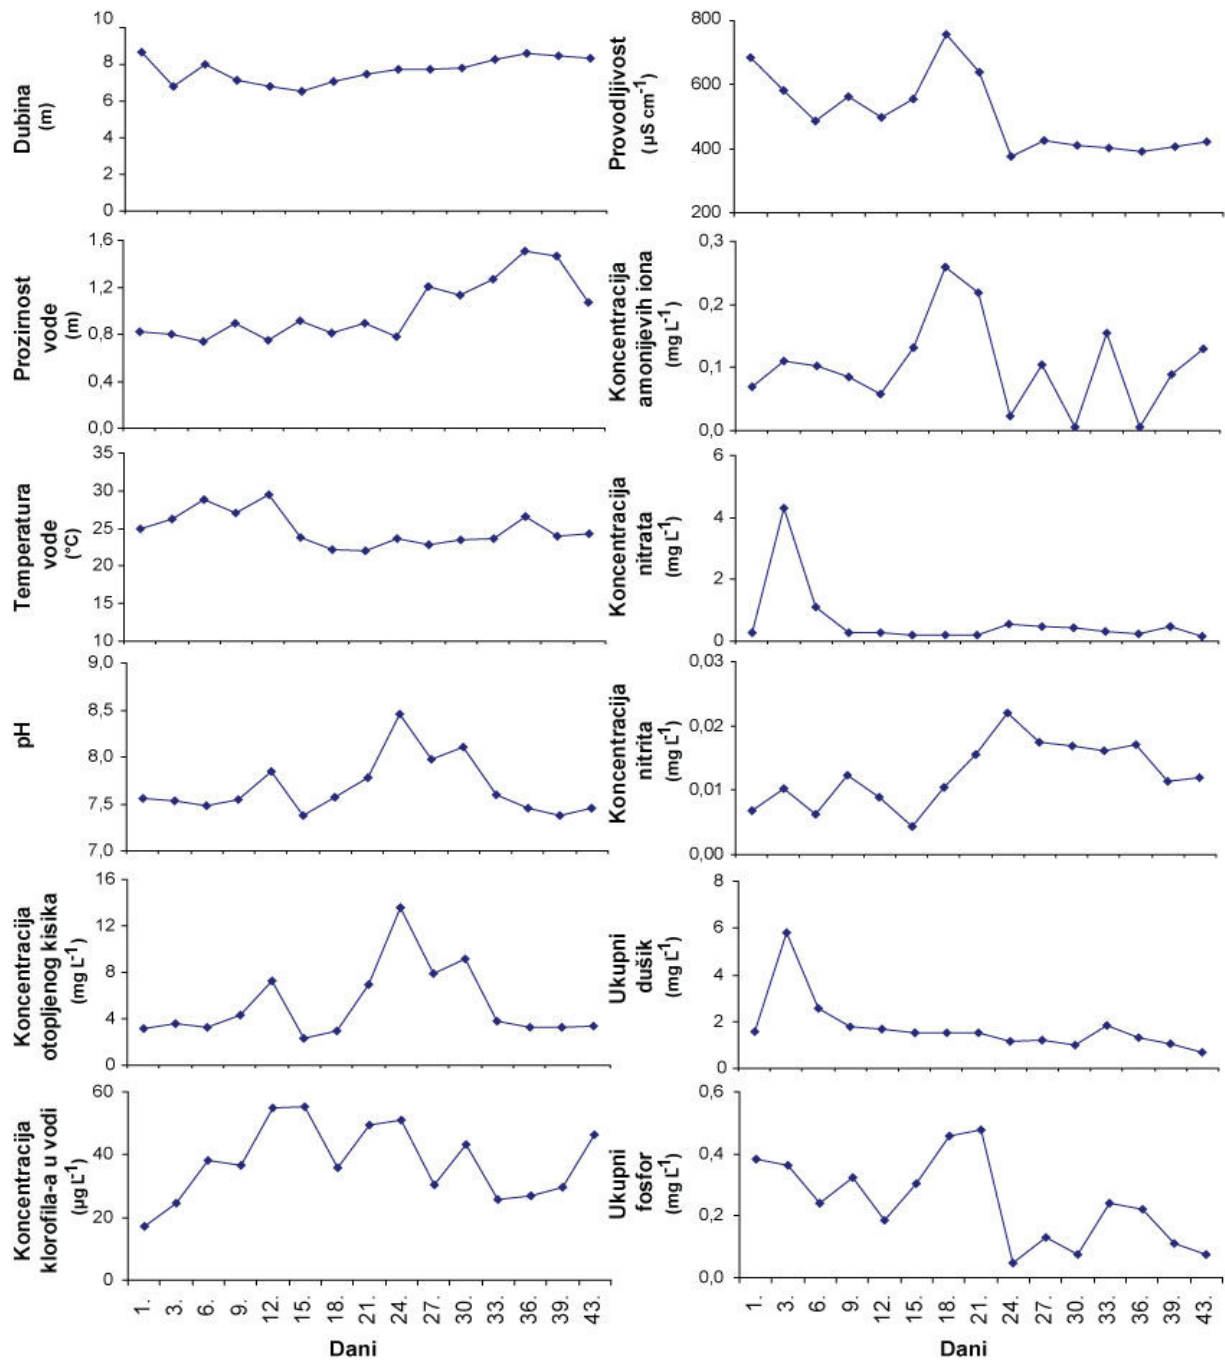 Dubina
(m)
10
8
6
4
2
0
Provodljivost
(µS cm⁻¹)
800
600
400
200
Prozirnost
vode
(m)
1,6
1,2
0,8
0,4
0,0
Koncentracija
amonijevih iona
(mg L⁻¹)
0,3
0,2
0,1
0,0
Temperatura
vode
(°C)
35
30
25
20
15
10
Koncentracija
nitrata
(mg L⁻¹)
6
4
2
0
pH
9,0
8,5
8,0
7,5
7,0
Koncentracija
nitrita
(mg L⁻¹)
0,03
0,02
0,01
0,00
Koncentracija
otopljenog kisika
(mg L⁻¹)
16
12
8
4
0
Ukupni
dušik
(mg L⁻¹)
8
6
4
2
0
Koncentracija
klorofila-a u vodi
(µg L⁻¹)
60
40
20
0
Ukupni
fosfor
(mg L⁻¹)
0,6
0,4
0,2
0,0
1. 3. 6. 9. 12. 15. 18. 21. 24. 27. 30. 33. 36. 39. 43.
Dani
1. 3. 6. 9. 12. 15. 18. 21. 24. 27. 30. 33. 36. 39. 43.
Dani